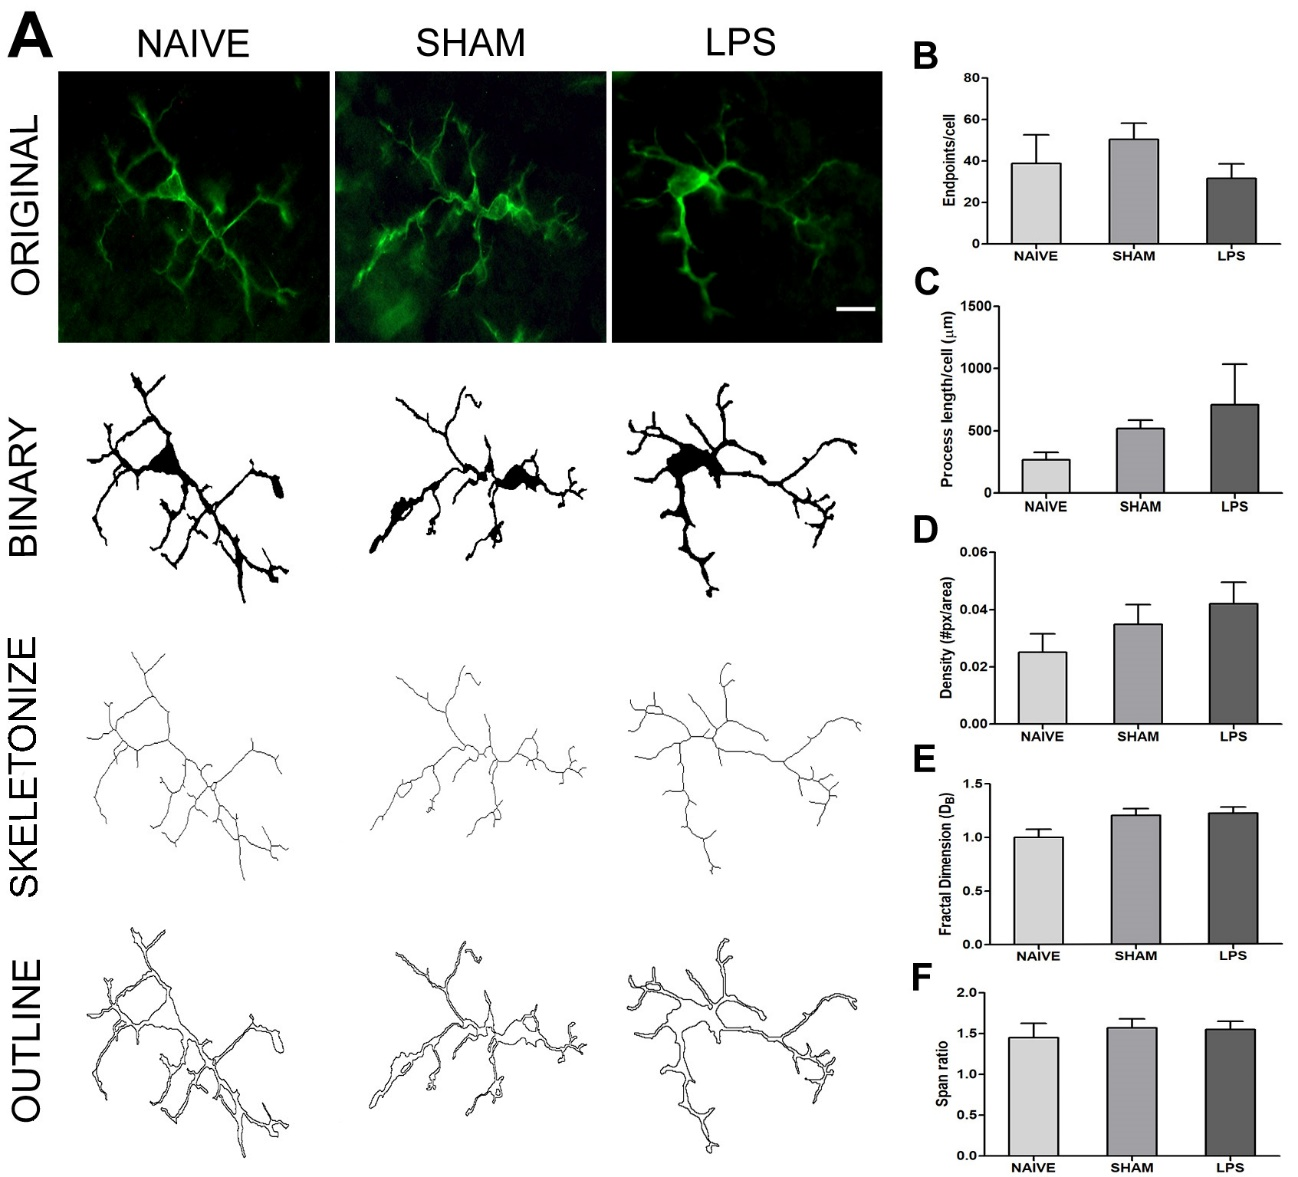 A
NAIVE
SHAM
LPS
ORIGINAL
BINARY
SKELETONIZE
OUTLINE
B
Endpoints/cell
80
60
40
20
0
NAIVE
SHAM
LPS
C
Process length/cell (μm)
1500
1000
500
0
NAIVE
SHAM
LPS
D
Density (#px/area)
0.06
0.04
0.02
0.00
NAIVE
SHAM
LPS
E
Fractal Dimension (DB)
1.5
1.0
0.5
0.0
NAIVE
SHAM
LPS
F
Span ratio
2.0
1.5
1.0
0.5
0.0
NAIVE
SHAM
LPS